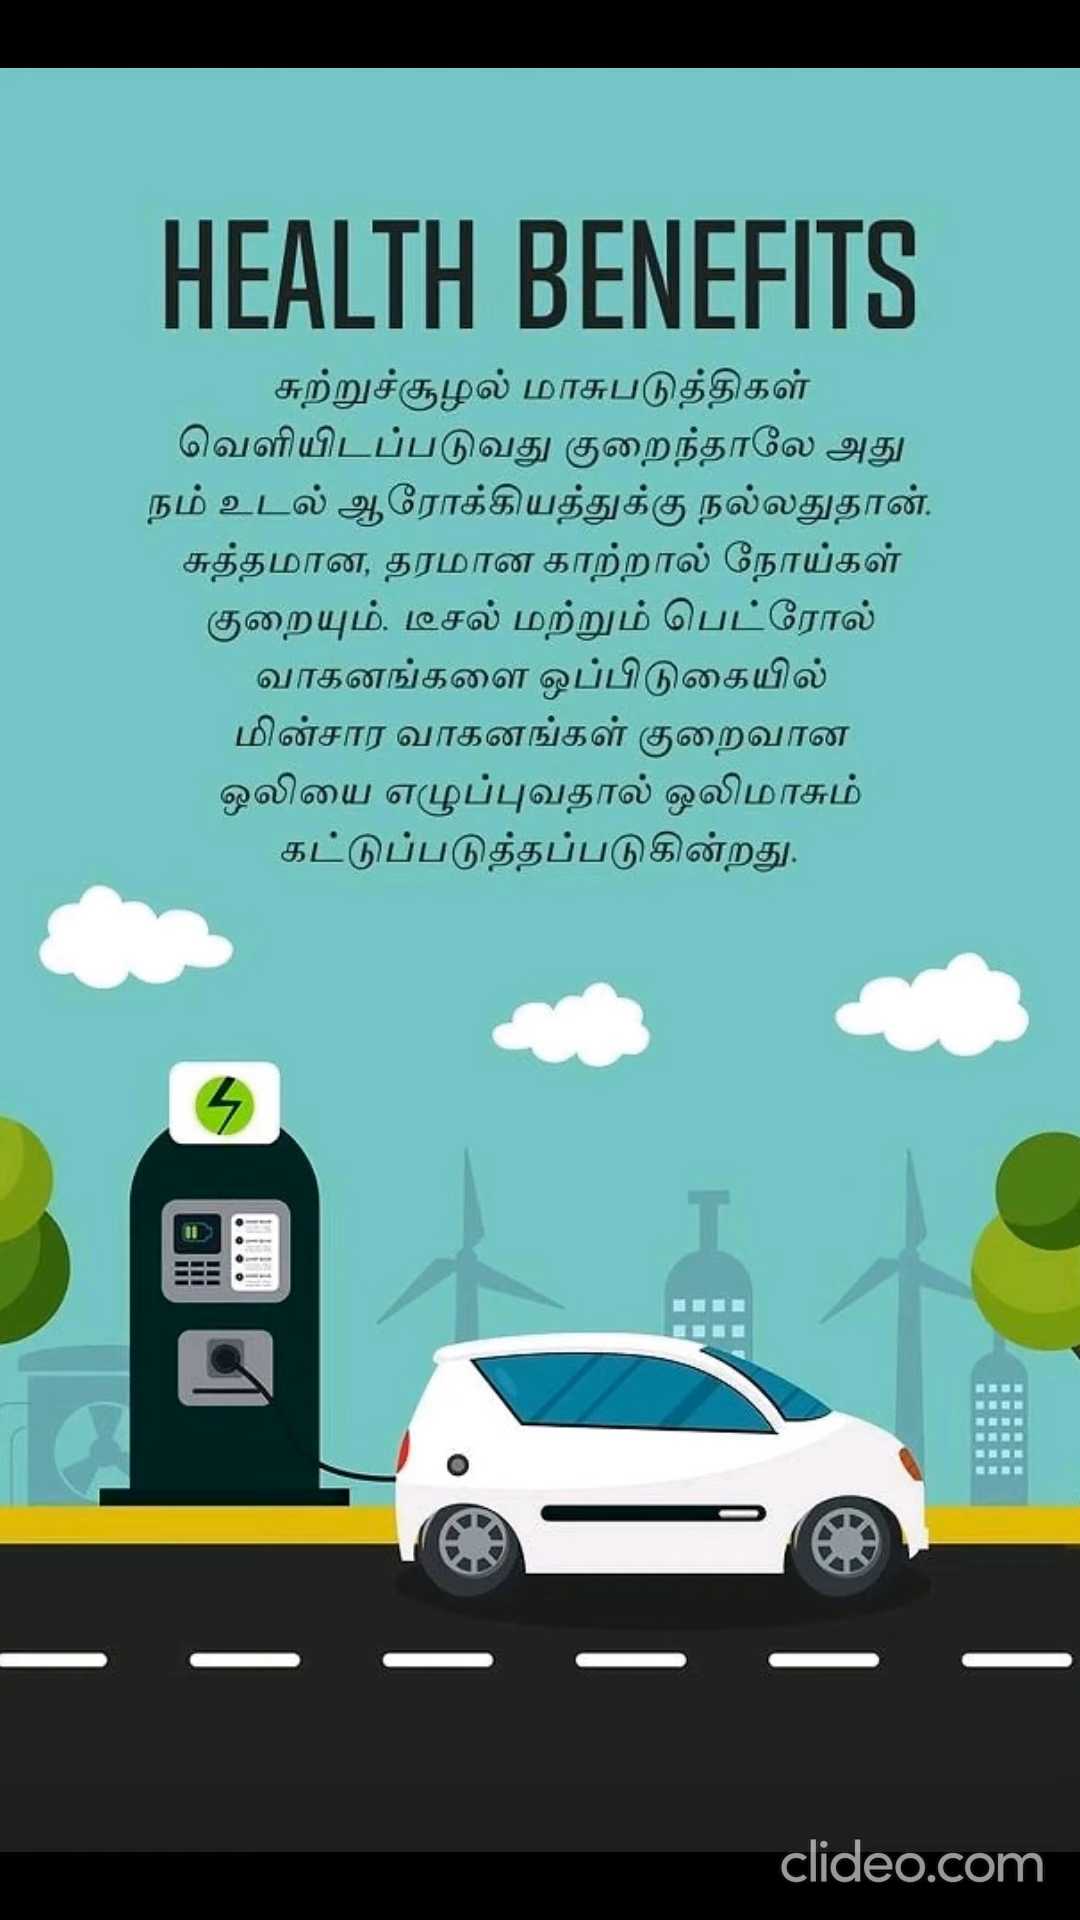 HEALTH BENEFITS
சுற்றுச்சூழல் மாசுபடுத்திகள்
வெளியிடப்படுவது குறைந்தாலே அது
நம் உடல் ஆரோக்கியத்துக்கு நல்லதுதான்.
சுத்தமான, தரமான காற்றால் நோய்கள்
குறையும். டீசல் மற்றும் பெட்ரோல்
வாகனங்களை ஒப்பிடுகையில்
மின்சார வாகனங்கள் குறைவான
ஒலியை எழுப்புவதால் ஒலிமாசும்
கட்டுப்படுத்தப்படுகின்றது.
clideo.com